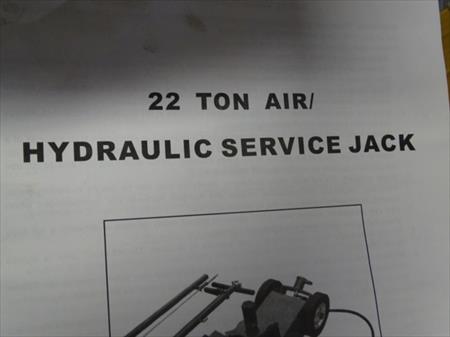 22 TON AIR/
HYDRAULIC SERVICE JACK